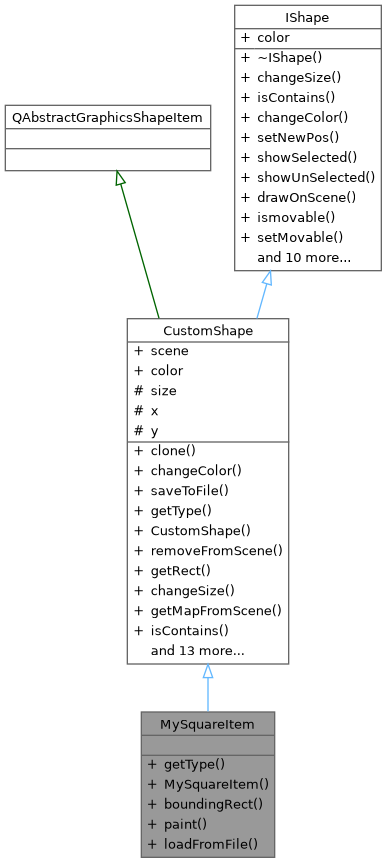 IShape
+ color
+ ~IShape()
+ changeSize()
+ isContains()
+ changeColor()
+ setNewPos()
+ showSelected()
+ showUnSelected()
+ drawOnScene()
+ ismovable()
+ setMovable()
and 10 more...
QAbstractGraphicsShapeItem
CustomShape
+ scene
+ color
# size
# x
# y
+ clone()
+ changeColor()
+ saveToFile()
+ getType()
+ CustomShape()
+ removeFromScene()
+ getRect()
+ changeSize()
+ getMapFromScene()
+ isContains()
and 13 more...
MySquareItem
+ getType()
+ MySquareItem()
+ boundingRect()
+ paint()
+ loadFromFile()